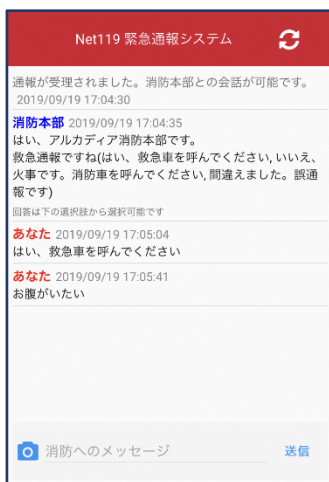 Net119 緊急通報システム
通報が受理されました。消防本部との会話が可能です。
2019/09/19 17:04:30
消防本部 2019/09/19 17:04:35
はい、アルカディア消防本部です。
救急通報ですね(はい、救急車を呼んでください, いいえ、
火事です。消防車を呼んでください, 間違えました。誤通
報です)
回答は下の選択肢から選択可能です
あなた 2019/09/19 17:05:04
はい、救急車を呼んでください
あなた 2019/09/19 17:05:41
お腹がいたい
消防へのメッセージ 送信